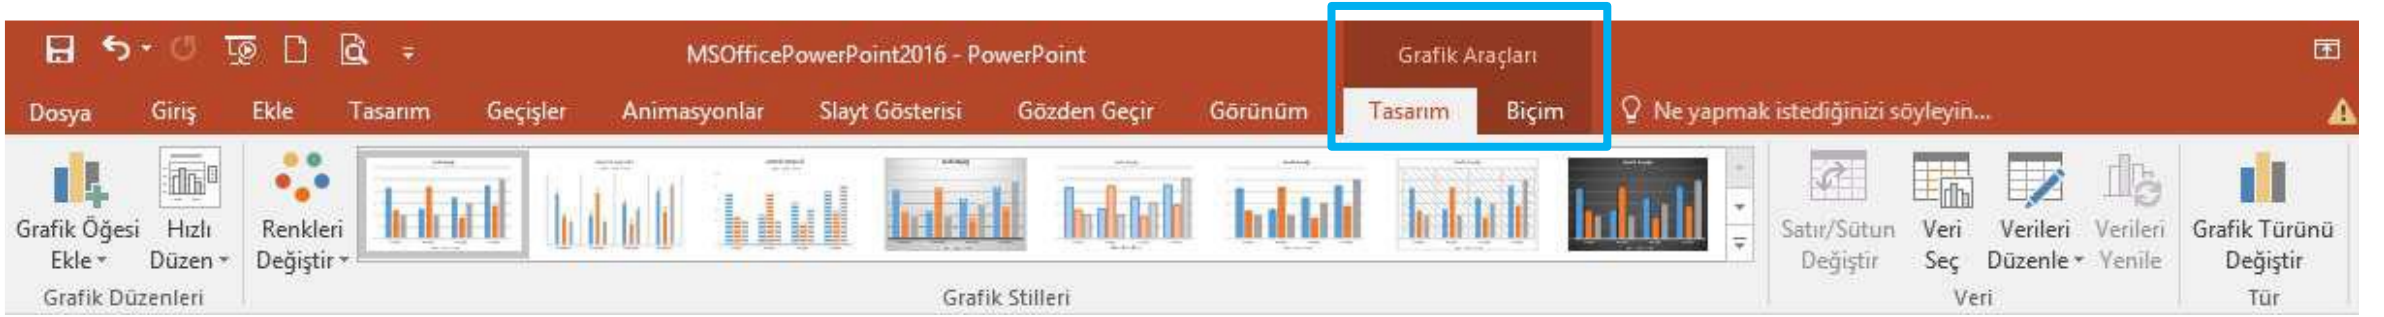 MSOfficePowerPoint2016 - PowerPoint
Grafik Araçları
Dosya Giriş Ekle Tasarım Geçişler Animasyonlar Slayt Gösterisi Gözden Geçir Görünüm Tasarım Biçim Ne yapmak istediğinizi söyleyin...
Grafik Öğesi
Ekle
Hızlı
Düzen
Grafik Düzenleri
Renkleri
Değiştir
Grafik Stilleri
Satır/Sütun
Değiştir
Veri
Seç
Verileri
Düzenle
Verileri
Yenile
Veri
Grafik Türünü
Değiştir
Tür